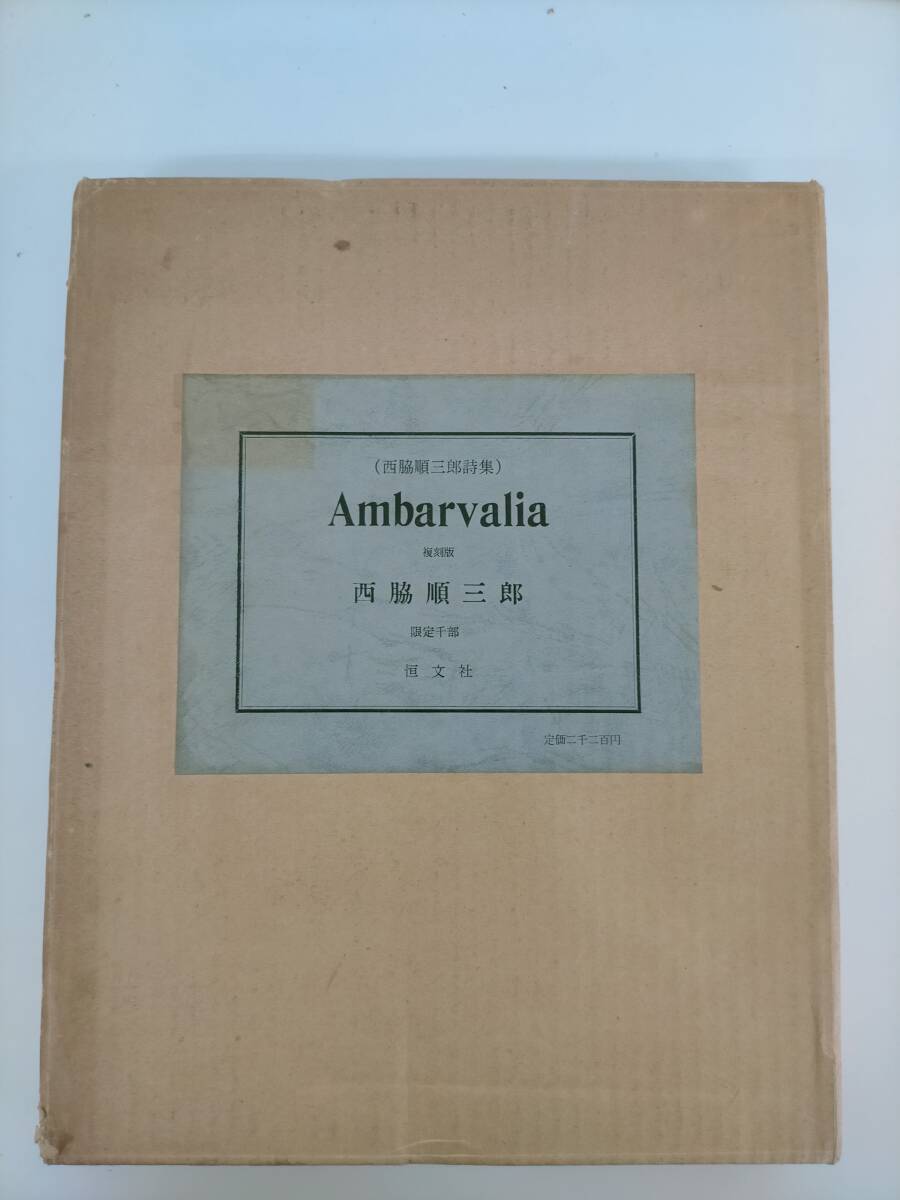 （西脇順三郎詩集）
Ambarvalia
複刻版
西脇順三郎
限定千部
恒文社
定価二千二百円